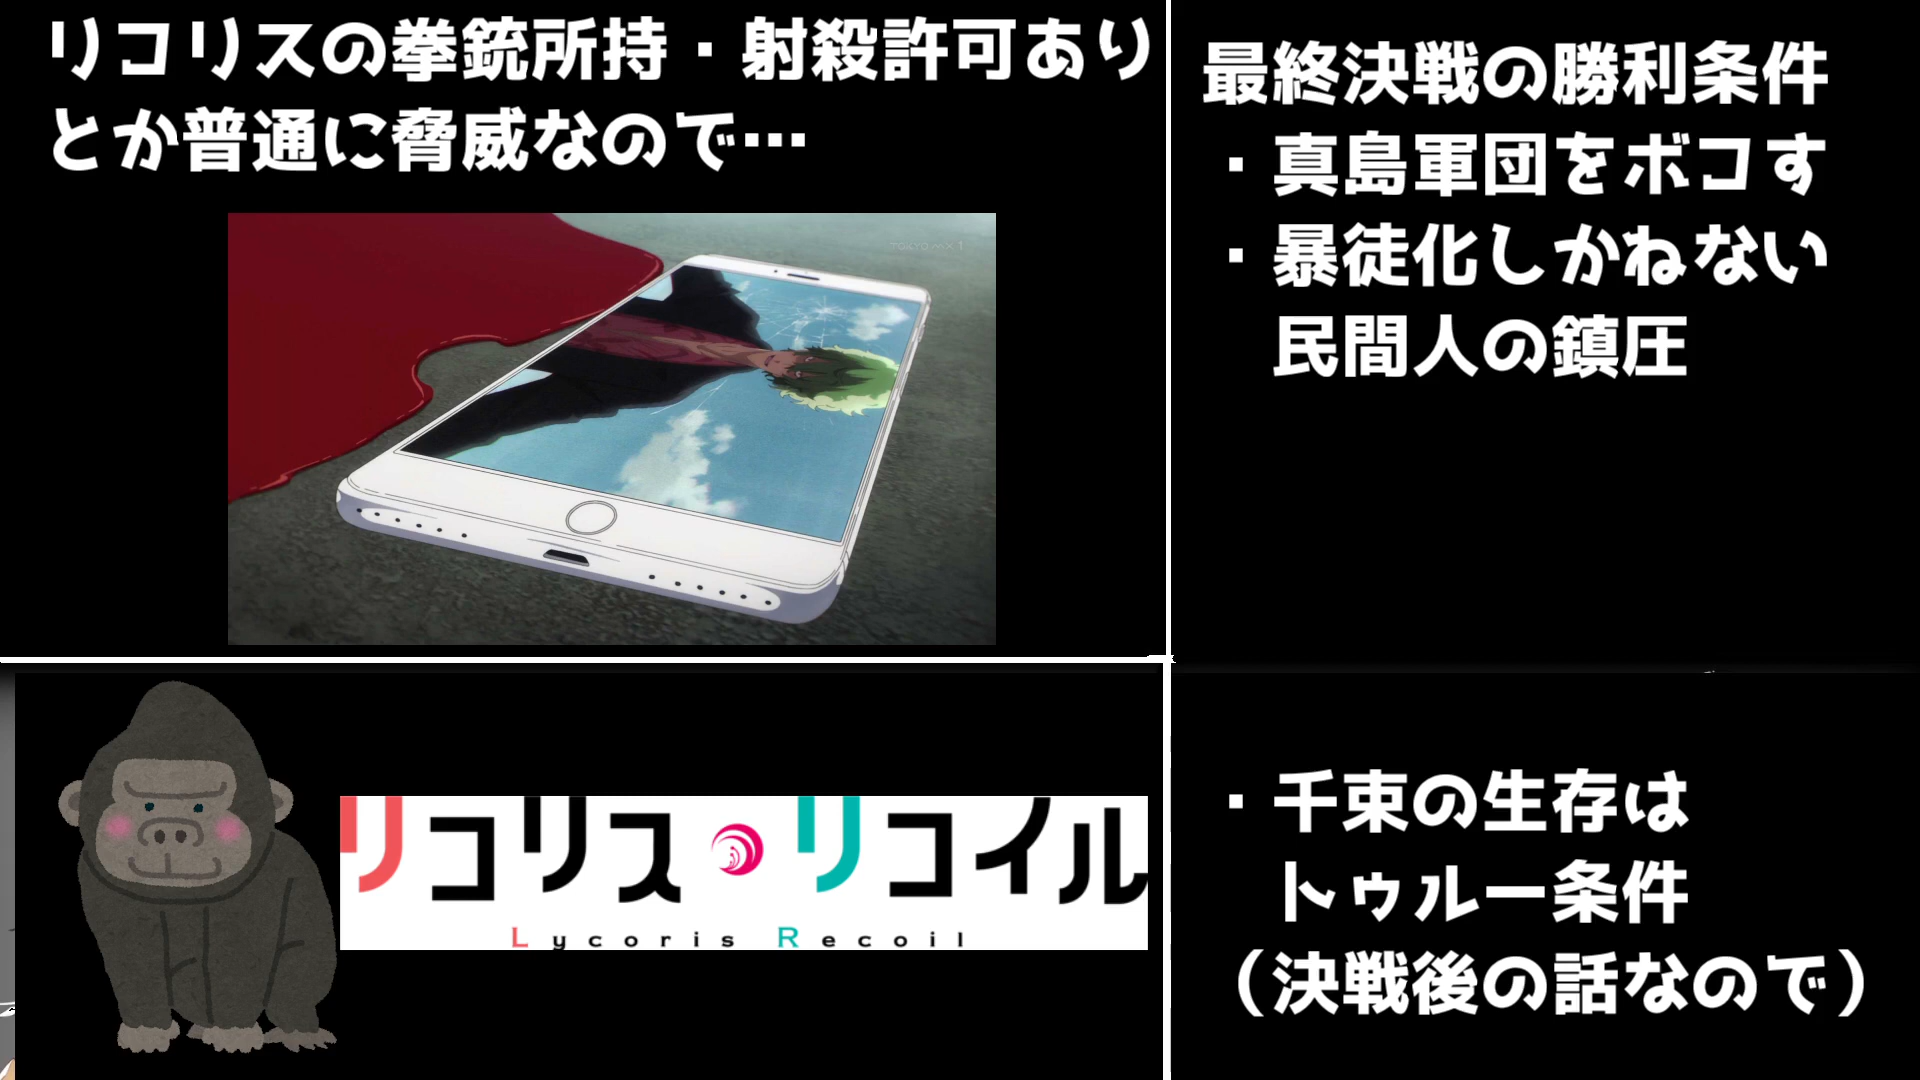 リコリスの拳銃所持・射殺許可あり
とか普通に脅威なので…
TOKYO MX 1
最終決戦の勝利条件
・真島軍団をボコす
・暴徒化しかねない
民間人の鎮圧
リコリス リコイル
Lycoris Recoil
・千束の生存は
トゥルー条件
（決戦後の話なので）